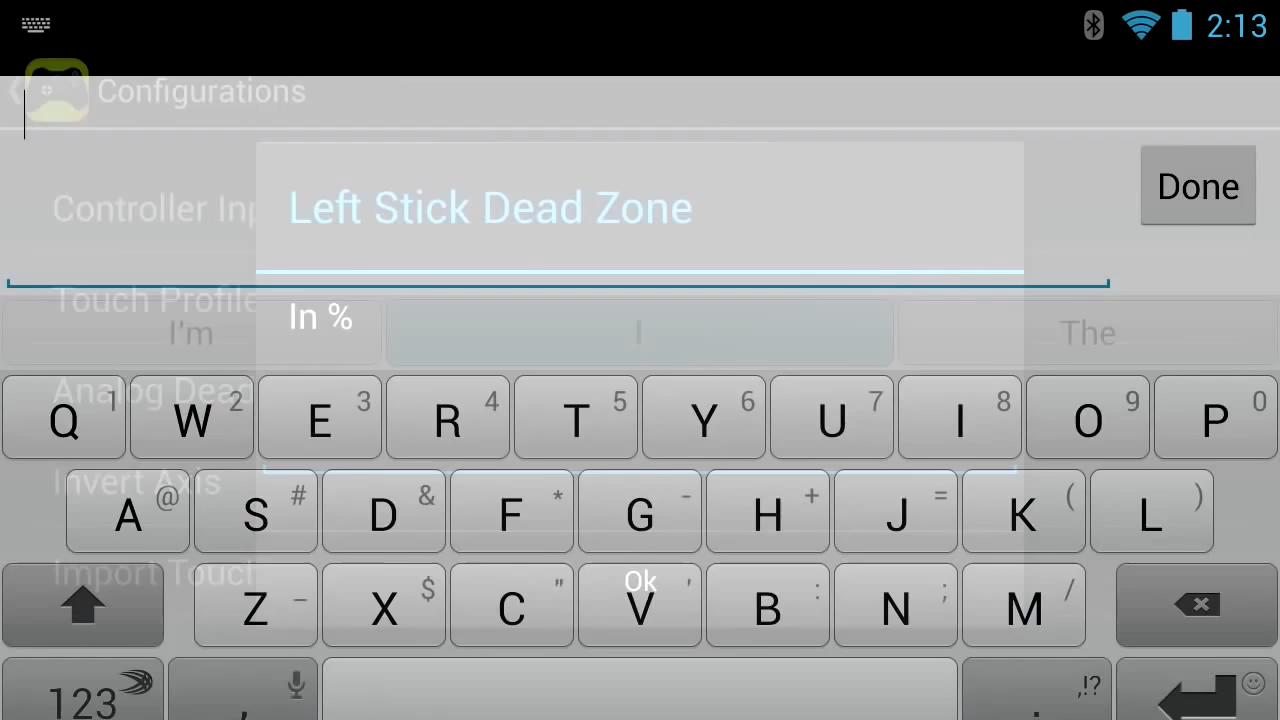 2:13
Configurations
Controller Inp
Left Stick Dead Zone
Done
Touch Profile
In %
I'm
I
The
Analog Dead
Q 1 W 2 E 3 R 4 T 5 Y 6 U 7 I 8 O 9 P 0
Invert Axis
A @ S # D & F * G - H + J = K ( L )
Import Touch
Ok
Z _ X $ C " V ' B : N ; M /
123 , . ,!?